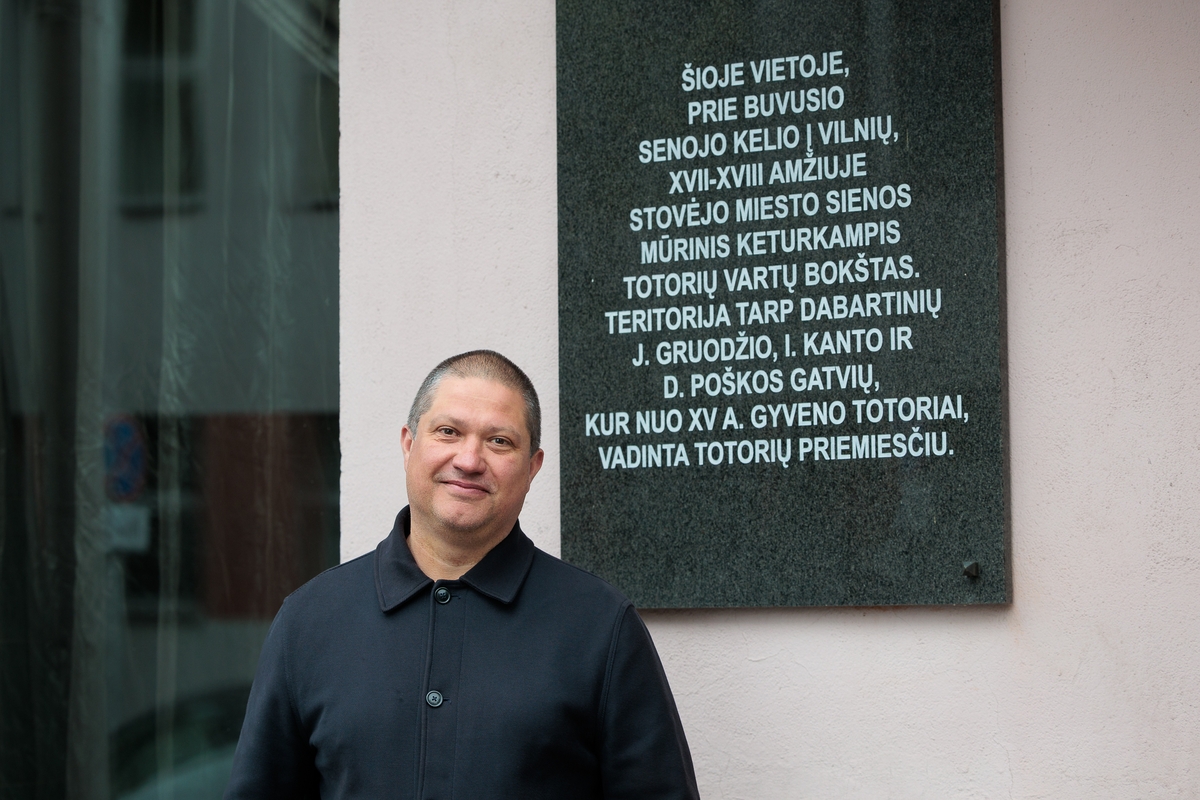 ŠIOJE VIETOJE,
PRIE BUVUSIO
SENOJO KELIO Į VILNIŲ,
XVII-XVIII AMŽIUJE
STOVĖJO MIESTO SIENOS
MŪRINIS KETURKAMPIS
TOTORIŲ VARTŲ BOKŠTAS.
TERITORIJA TARP DABARTINIŲ
J. GRUODŽIO, I. KANTO IR
D. POŠKOS GATVIŲ,
KUR NUO XV A. GYVENO TOTORIAI,
VADINTA TOTORIŲ PRIEMIESČIU.